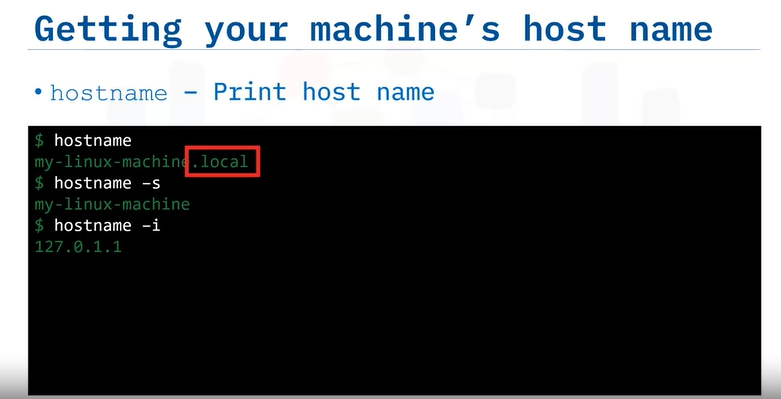 Getting your machine’s host name
• hostname – Print host name
$ hostname
my-linux-machine.local
$ hostname –s
my-linux-machine
$ hostname –i
127.0.1.1